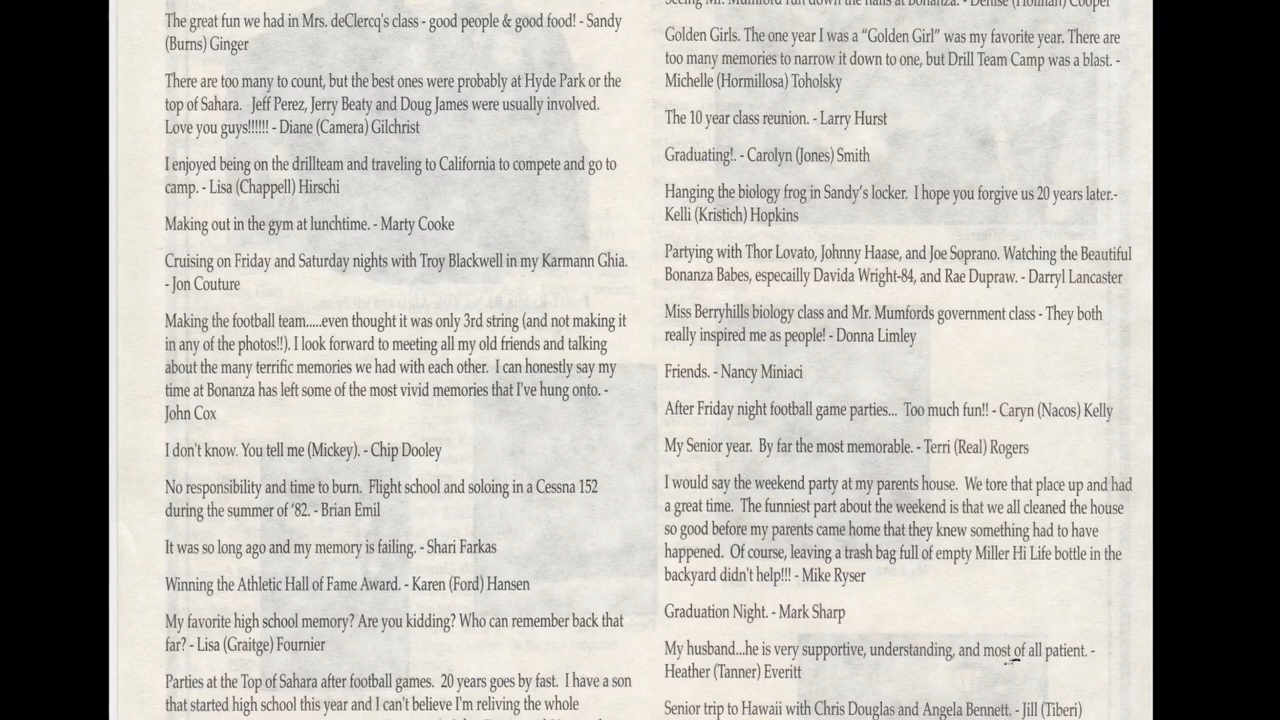 The great fun we had in Mrs. deClercq's class - good people & good food! - Sandy
(Burns) Ginger
There are too many to count, but the best ones were probably at Hyde Park or the
top of Sahara. Jeff Perez, Jerry Beaty and Doug James were usually involved.
Love you guys!!!!!! - Diane (Camera) Gilchrist
I enjoyed being on the drillteam and traveling to California to compete and go to
camp. - Lisa (Chappell) Hirschi
Making out in the gym at lunchtime. - Marty Cooke
Cruising on Friday and Saturday nights with Troy Blackwell in my Karmann Ghia.
- Jon Couture
Making the football team.....even thought it was only 3rd string (and not making it
in any of the photos!!). I look forward to meeting all my old friends and talking
about the many terrific memories we had with each other. I can honestly say my
time at Bonanza has left some of the most vivid memories that I've hung onto. -
John Cox
I don't know. You tell me (Mickey). - Chip Dooley
No responsibility and time to burn. Flight school and soloing in a Cessna 152
during the summer of '82. - Brian Emil
It was so long ago and my memory is failing. - Shari Farkas
Winning the Athletic Hall of Fame Award. - Karen (Ford) Hansen
My favorite high school memory? Are you kidding? Who can remember back that
far? - Lisa (Graitge) Fournier
Parties at the Top of Sahara after football games. 20 years goes by fast. I have a son
that started high school this year and I can't believe I'm reliving the whole
Seeing Mr. Mumford run down the halls at Bonanza. - Denise (Holman) Cooper
Golden Girls. The one year I was a “Golden Girl” was my favorite year. There are
too many memories to narrow it down to one, but Drill Team Camp was a blast. -
Michelle (Hormillosa) Toholsky
The 10 year class reunion. - Larry Hurst
Graduating!. - Carolyn (Jones) Smith
Hanging the biology frog in Sandy's locker. I hope you forgive us 20 years later.-
Kelli (Kristich) Hopkins
Partying with Thor Lovato, Johnny Haase, and Joe Soprano. Watching the Beautiful
Bonanza Babes, especailly Davida Wright-84, and Rae Dupraw. - Darryl Lancaster
Miss Berryhills biology class and Mr. Mumfords government class - They both
really inspired me as people! - Donna Limley
Friends. - Nancy Miniaci
After Friday night football game parties... Too much fun!! - Caryn (Nacos) Kelly
My Senior year. By far the most memorable. - Terri (Real) Rogers
I would say the weekend party at my parents house. We tore that place up and had
a great time. The funniest part about the weekend is that we all cleaned the house
so good before my parents came home that they knew something had to have
happened. Of course, leaving a trash bag full of empty Miller Hi Life bottle in the
backyard didn't help!!! - Mike Ryser
Graduation Night. - Mark Sharp
My husband...he is very supportive, understanding, and most of all patient. -
Heather (Tanner) Everitt
Senior trip to Hawaii with Chris Douglas and Angela Bennett. - Jill (Tiberi)